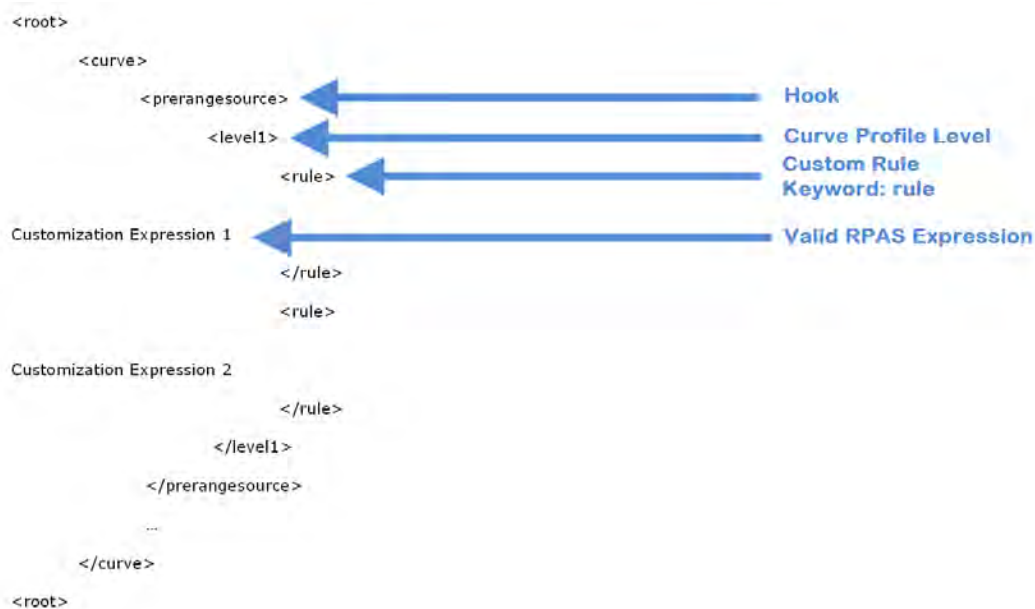 <root>
<curve>
<prerangesource> Hook
<level1> Curve Profile Level
<rule> Custom Rule
Keyword: rule
Customization Expression 1 Valid RPAS Expression
</rule>
<rule>
Customization Expression 2
</rule>
</level1>
</prerangesource>
...
</curve>
<root>